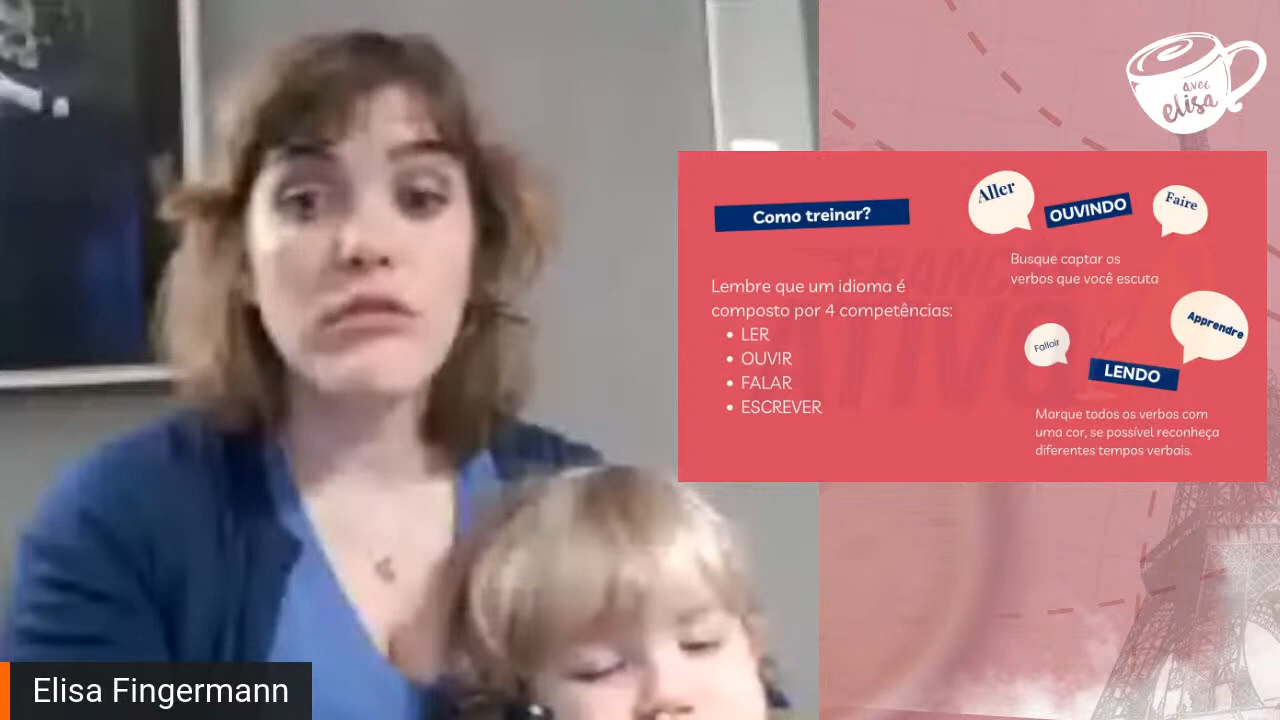 avec
elisa
Como treinar?
Lembre que um idioma é
composto por 4 competências:
• LER
• OUVIR
• FALAR
• ESCREVER
Aller
OUVINDO
Faire
Busque captar os
verbos que você escuta
Apprendre
Falloir
LENDO
Marque todos os verbos com
uma cor, se possível reconheça
diferentes tempos verbais.
FRANCÊS
ATIVO
Elisa Fingermann